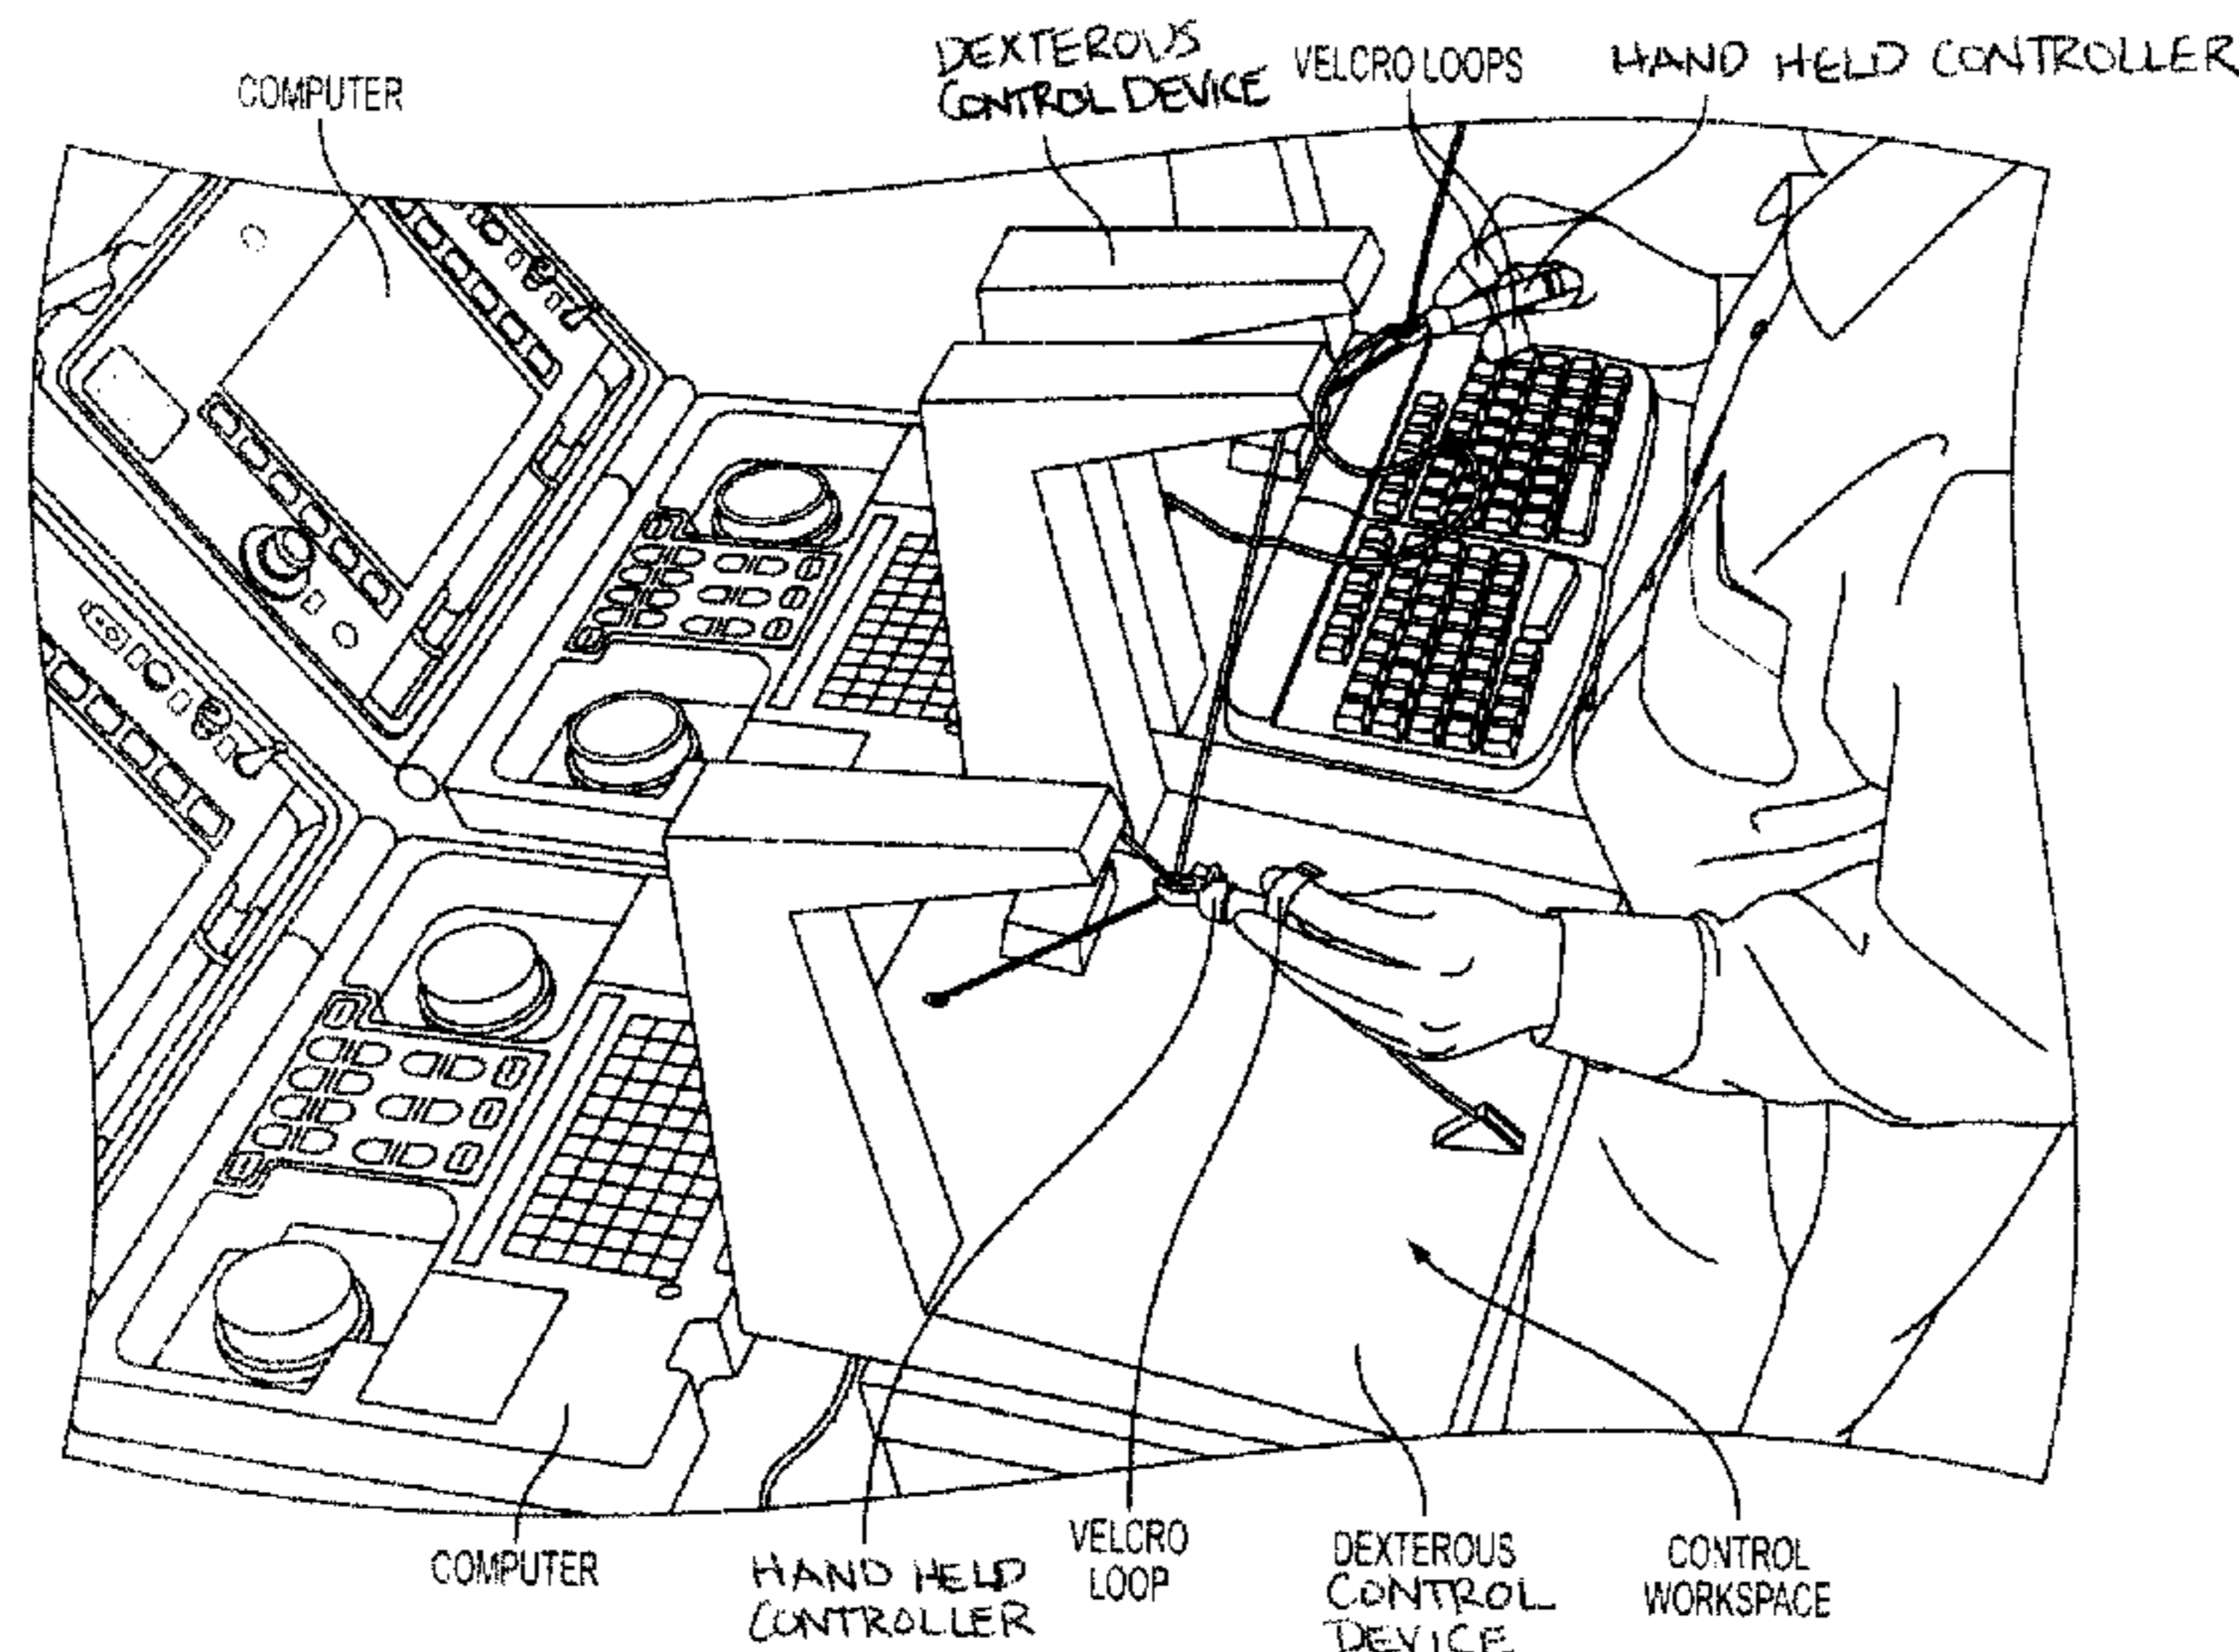 COMPUTER
DEXTEROUS
CONTROL DEVICE
VELCRO LOOPS
HAND HELD CONTROLLER
COMPUTER
HAND HELD
CONTROLLER
VELCRO
LOOP
DEXTEROUS
CONTROL
DEVICE
CONTROL
WORKSPACE